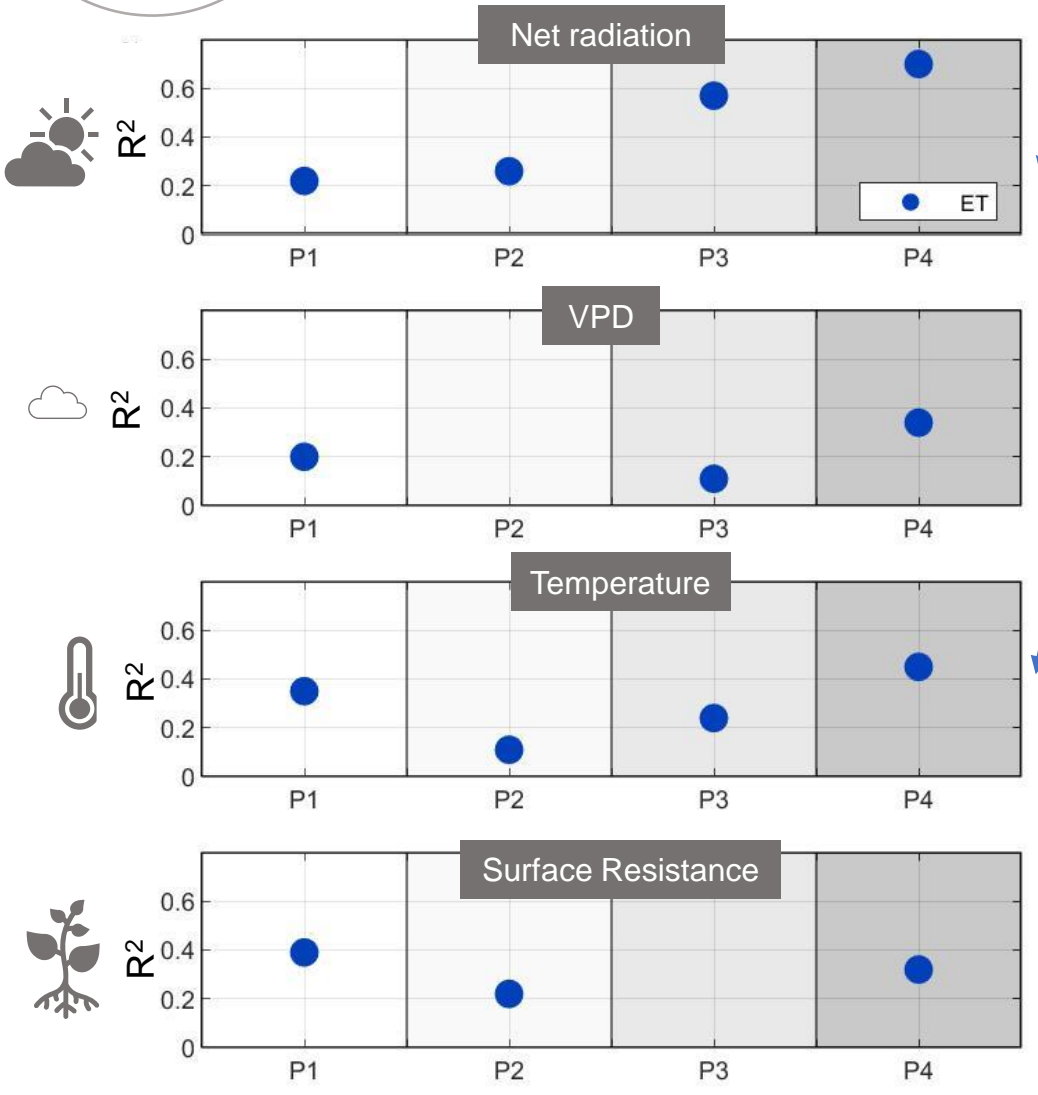 Net radiation
R²
0.6
0.4
0.2
0
P1 P2 P3 P4
ET
VPD
R²
0.6
0.4
0.2
0
P1 P2 P3 P4
Temperature
R²
0.6
0.4
0.2
0
P1 P2 P3 P4
Surface Resistance
R²
0.6
0.4
0.2
0
P1 P2 P3 P4